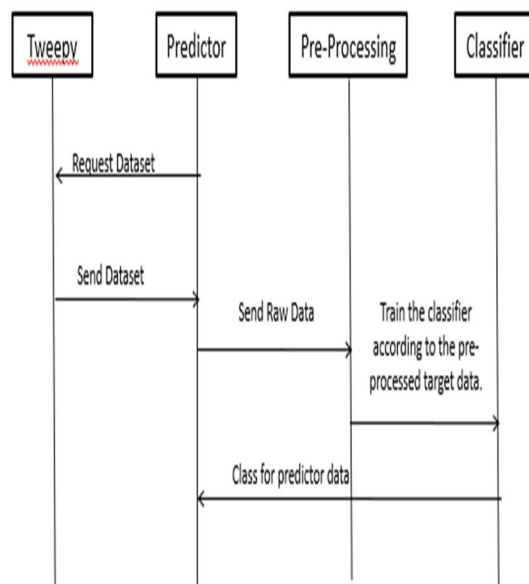 Tweepy
Predictor
Pre-Processing
Classifier
Request Dataset
Send Dataset
Send Raw Data
Train the classifier
according to the pre-
processed target data.
Class for predictor data